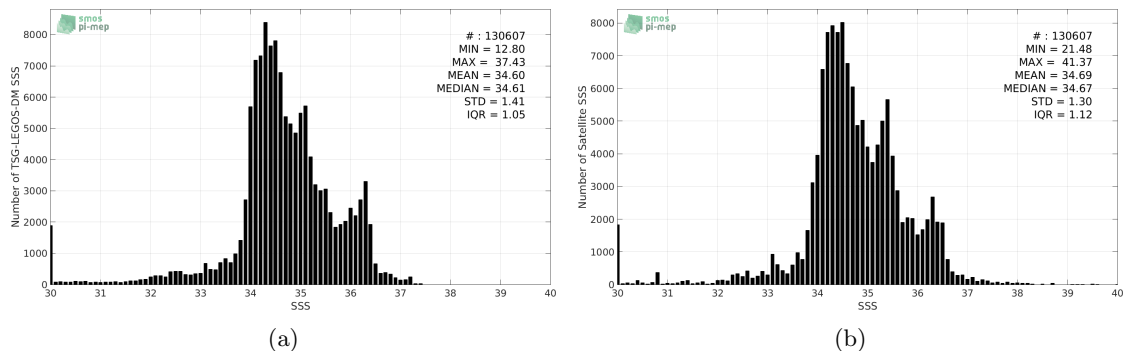 smos
pi-mep
# : 130607
MIN = 12.80
MAX = 37.43
MEAN = 34.60
MEDIAN = 34.61
STD = 1.41
IQR = 1.05
Number of TSG-LEGOS-DM SSS
8000
7000
6000
5000
4000
3000
2000
1000
0
30 31 32 33 34 35 36 37 38 39 40
SSS
(a)
smos
pi-mep
# : 130607
MIN = 21.48
MAX = 41.37
MEAN = 34.69
MEDIAN = 34.67
STD = 1.30
IQR = 1.12
Number of Satellite SSS
8000
7000
6000
5000
4000
3000
2000
1000
0
30 31 32 33 34 35 36 37 38 39 40
SSS
(b)